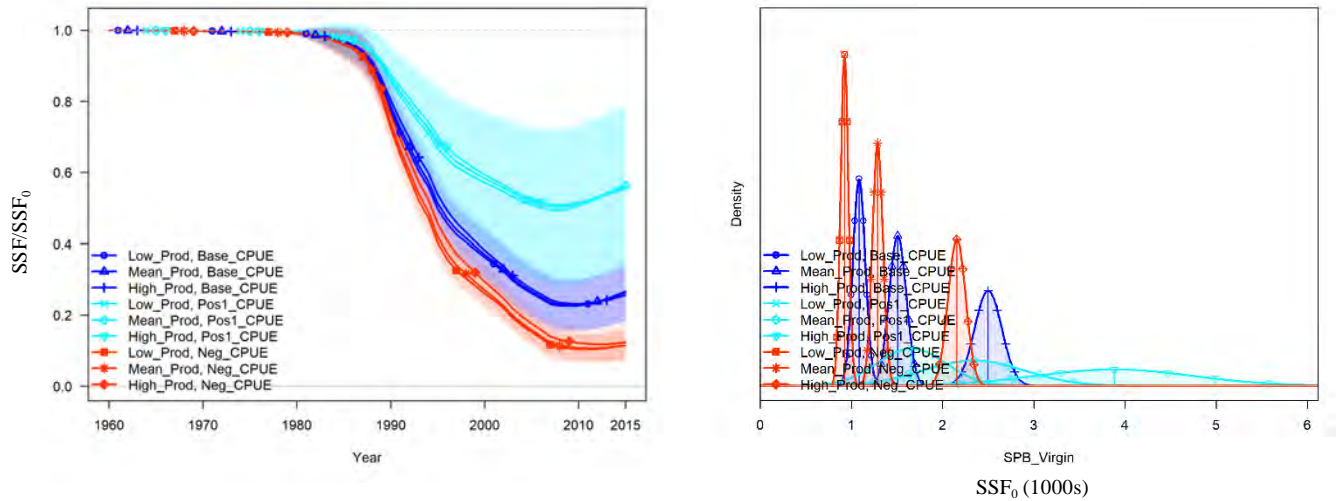 SSF/SSF₀
1.0
0.8
0.6
0.4
0.2
0.0
Low_Prod, Base_CPUE
Mean_Prod, Base_CPUE
High_Prod, Base_CPUE
Low_Prod, Pos1_CPUE
Mean_Prod, Pos1_CPUE
High_Prod, Pos1_CPUE
Low_Prod, Neg_CPUE
Mean_Prod, Neg_CPUE
High_Prod, Neg_CPUE
1960 1970 1980 1990 2000 2010 2015
Year
Density
Low_Prod, Base_CPUE
Mean_Prod, Base_CPUE
High_Prod, Base_CPUE
Low_Prod, Pos1_CPUE
Mean_Prod, Pos1_CPUE
High_Prod, Pos1_CPUE
Low_Prod, Neg_CPUE
Mean_Prod, Neg_CPUE
High_Prod, Neg_CPUE
0 1 2 3 4 5 6
SPB_Virgin
SSF₀ (1000s)